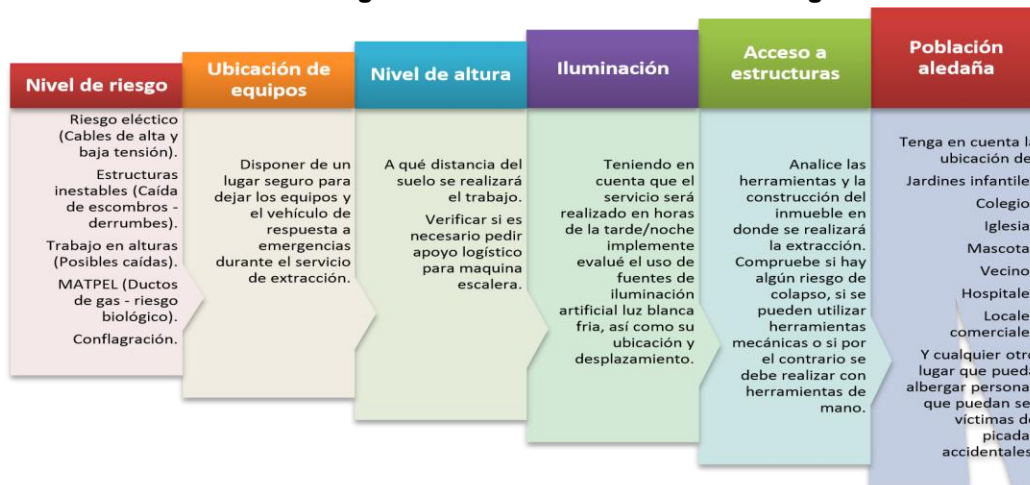 Nivel de riesgo
Riesgo eléctico
(Cables de alta y
baja tensión).
Estructuras
inestables (Caída
de escombros -
derrumbes).
Trabajo en alturas
(Posibles caídas).
MATPEL (Ductos
de gas - riesgo
biológico).
Conflagración.
Ubicación de
equipos
Disponer de un
lugar seguro para
dejar los equipos y
el vehículo de
respuesta a
emergencias
durante el servicio
de extracción.
Nivel de altura
A qué distancia del
suelo se realizará
el trabajo.
Verificar si es
necesario pedir
apoyo logístico
para maquina
escalera.
Iluminación
Teniendo en
cuenta que el
servicio será
realizado en horas
de la tarde/noche
implemente
evalué el uso de
fuentes de
iluminación
artificial luz blanca
fria, así como su
ubicación y
desplazamiento.
Acceso a
estructuras
Analice las
herramientas y la
construcción del
inmueble en
donde se realizará
la extracción.
Compruebe si hay
algún riesgo de
colapso, si se
pueden utilizar
herramientas
mecánicas o si por
el contrario se
debe realizar con
herramientas de
mano.
Población
aledaña
Tenga en cuenta l
ubicación de
Jardines infantile
Colegio
Iglesia
Mascota
Vecino
Hospitale
Locale
comerciale
Y cualquier otr
lugar que pued
albergar persona
que puedan se
víctimas d
picada
accidentales